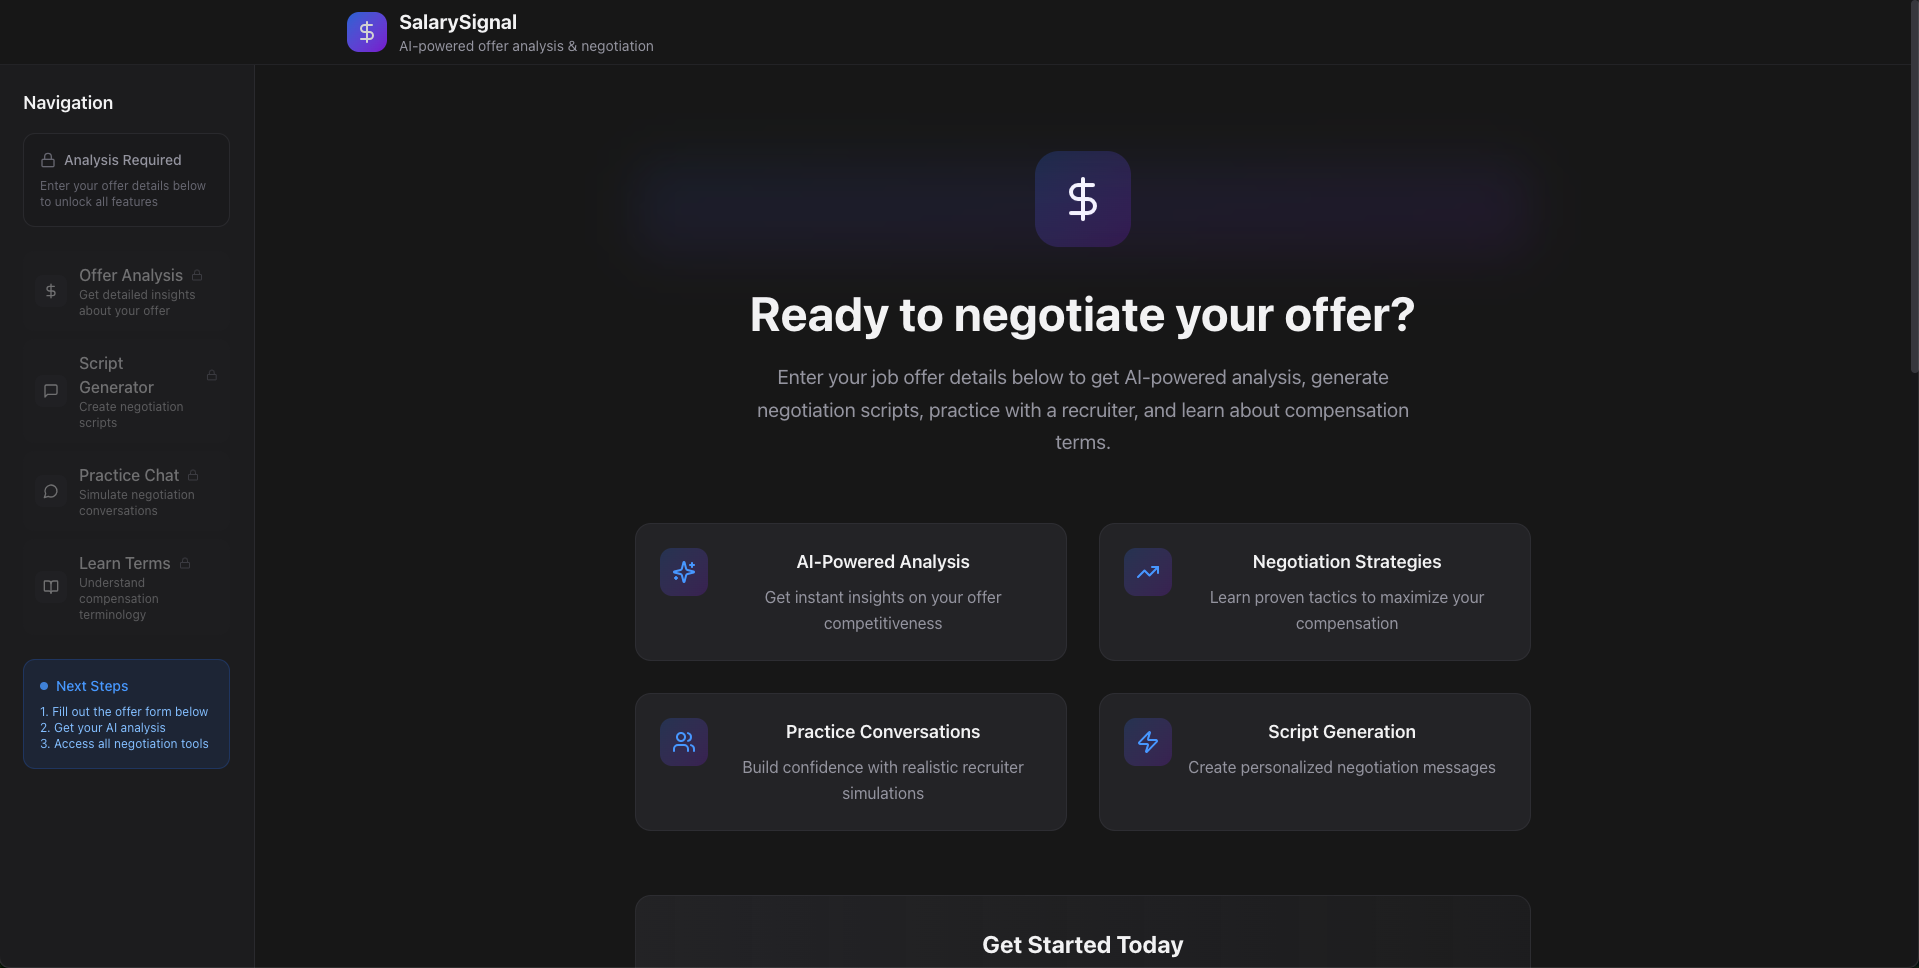 SalarySignal
AI-powered offer analysis & negotiation
Navigation
Analysis Required
Enter your offer details below
to unlock all features
Offer Analysis
Get detailed insights
about your offer
Script
Generator
Create negotiation
scripts
Practice Chat
Simulate negotiation
conversations
Learn Terms
Understand
compensation
terminology
Next Steps
1. Fill out the offer form below
2. Get your AI analysis
3. Access all negotiation tools
Ready to negotiate your offer?
Enter your job offer details below to get AI-powered analysis, generate
negotiation scripts, practice with a recruiter, and learn about compensation
terms.
AI-Powered Analysis
Get instant insights on your offer
competitiveness
Negotiation Strategies
Learn proven tactics to maximize your
compensation
Practice Conversations
Build confidence with realistic recruiter
simulations
Script Generation
Create personalized negotiation messages
Get Started Today